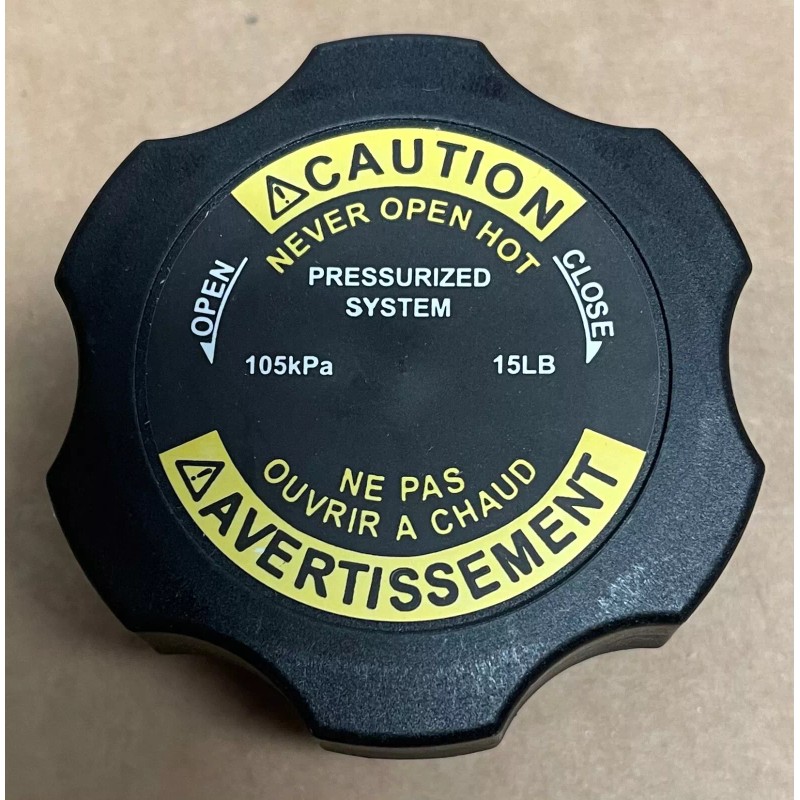 CAUTION
NEVER OPEN HOT
OPEN
CLOSE
PRESSURIZED
SYSTEM
105kPa
15LB
NE PAS
OUVRIR A CHAUD
AVERTISSEMENT